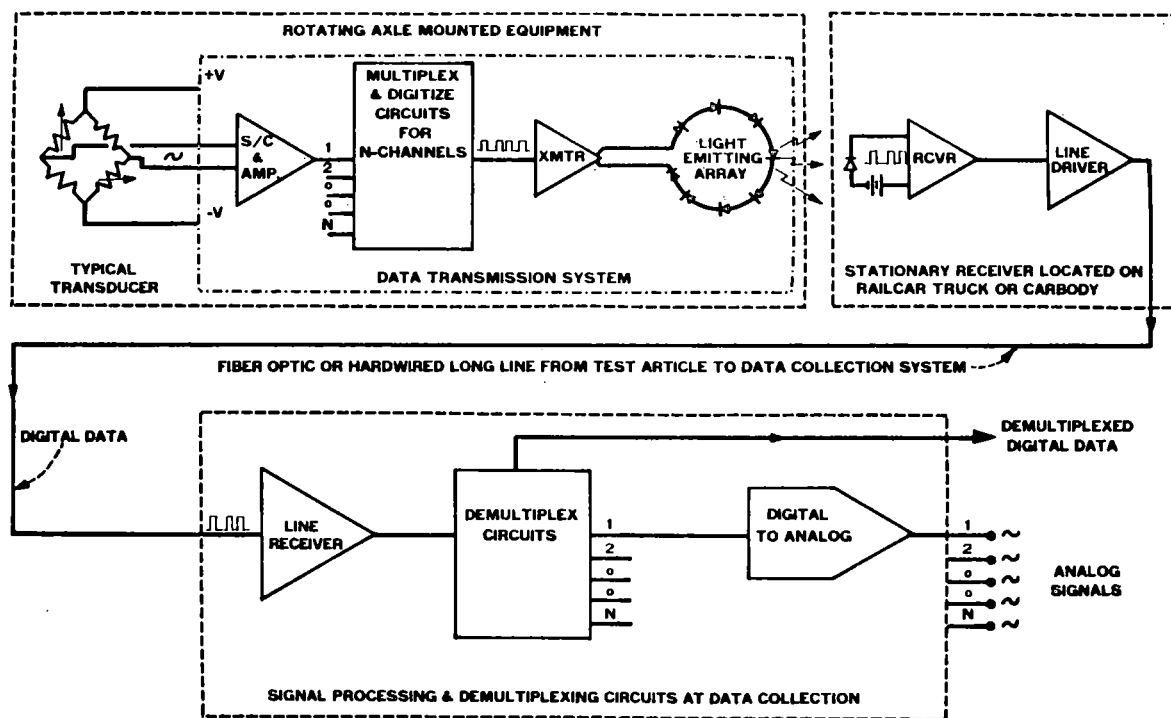 ROTATING AXLE MOUNTED EQUIPMENT
+V
-V
S/C
&
AMP.
1
2
o
o
N
MULTIPLEX
& DIGITIZE
CIRCUITS
FOR
N-CHANNELS
XMTR
LIGHT
EMITTING
ARRAY
TYPICAL
TRANSDUCER
DATA TRANSMISSION SYSTEM
RCVR
LINE
DRIVER
STATIONARY RECEIVER LOCATED ON
RAILCAR TRUCK OR CARBODY
FIBER OPTIC OR HARDWIRED LONG LINE FROM TEST ARTICLE TO DATA COLLECTION SYSTEM
DIGITAL DATA
LINE
RECEIVER
DEMULTIPLEX
CIRCUITS
1
2
o
o
N
DIGITAL
TO ANALOG
DEMULTIPLEXED
DIGITAL DATA
1
2
o
o
N
ANALOG
SIGNALS
SIGNAL PROCESSING & DEMULTIPLEXING CIRCUITS AT DATA COLLECTION